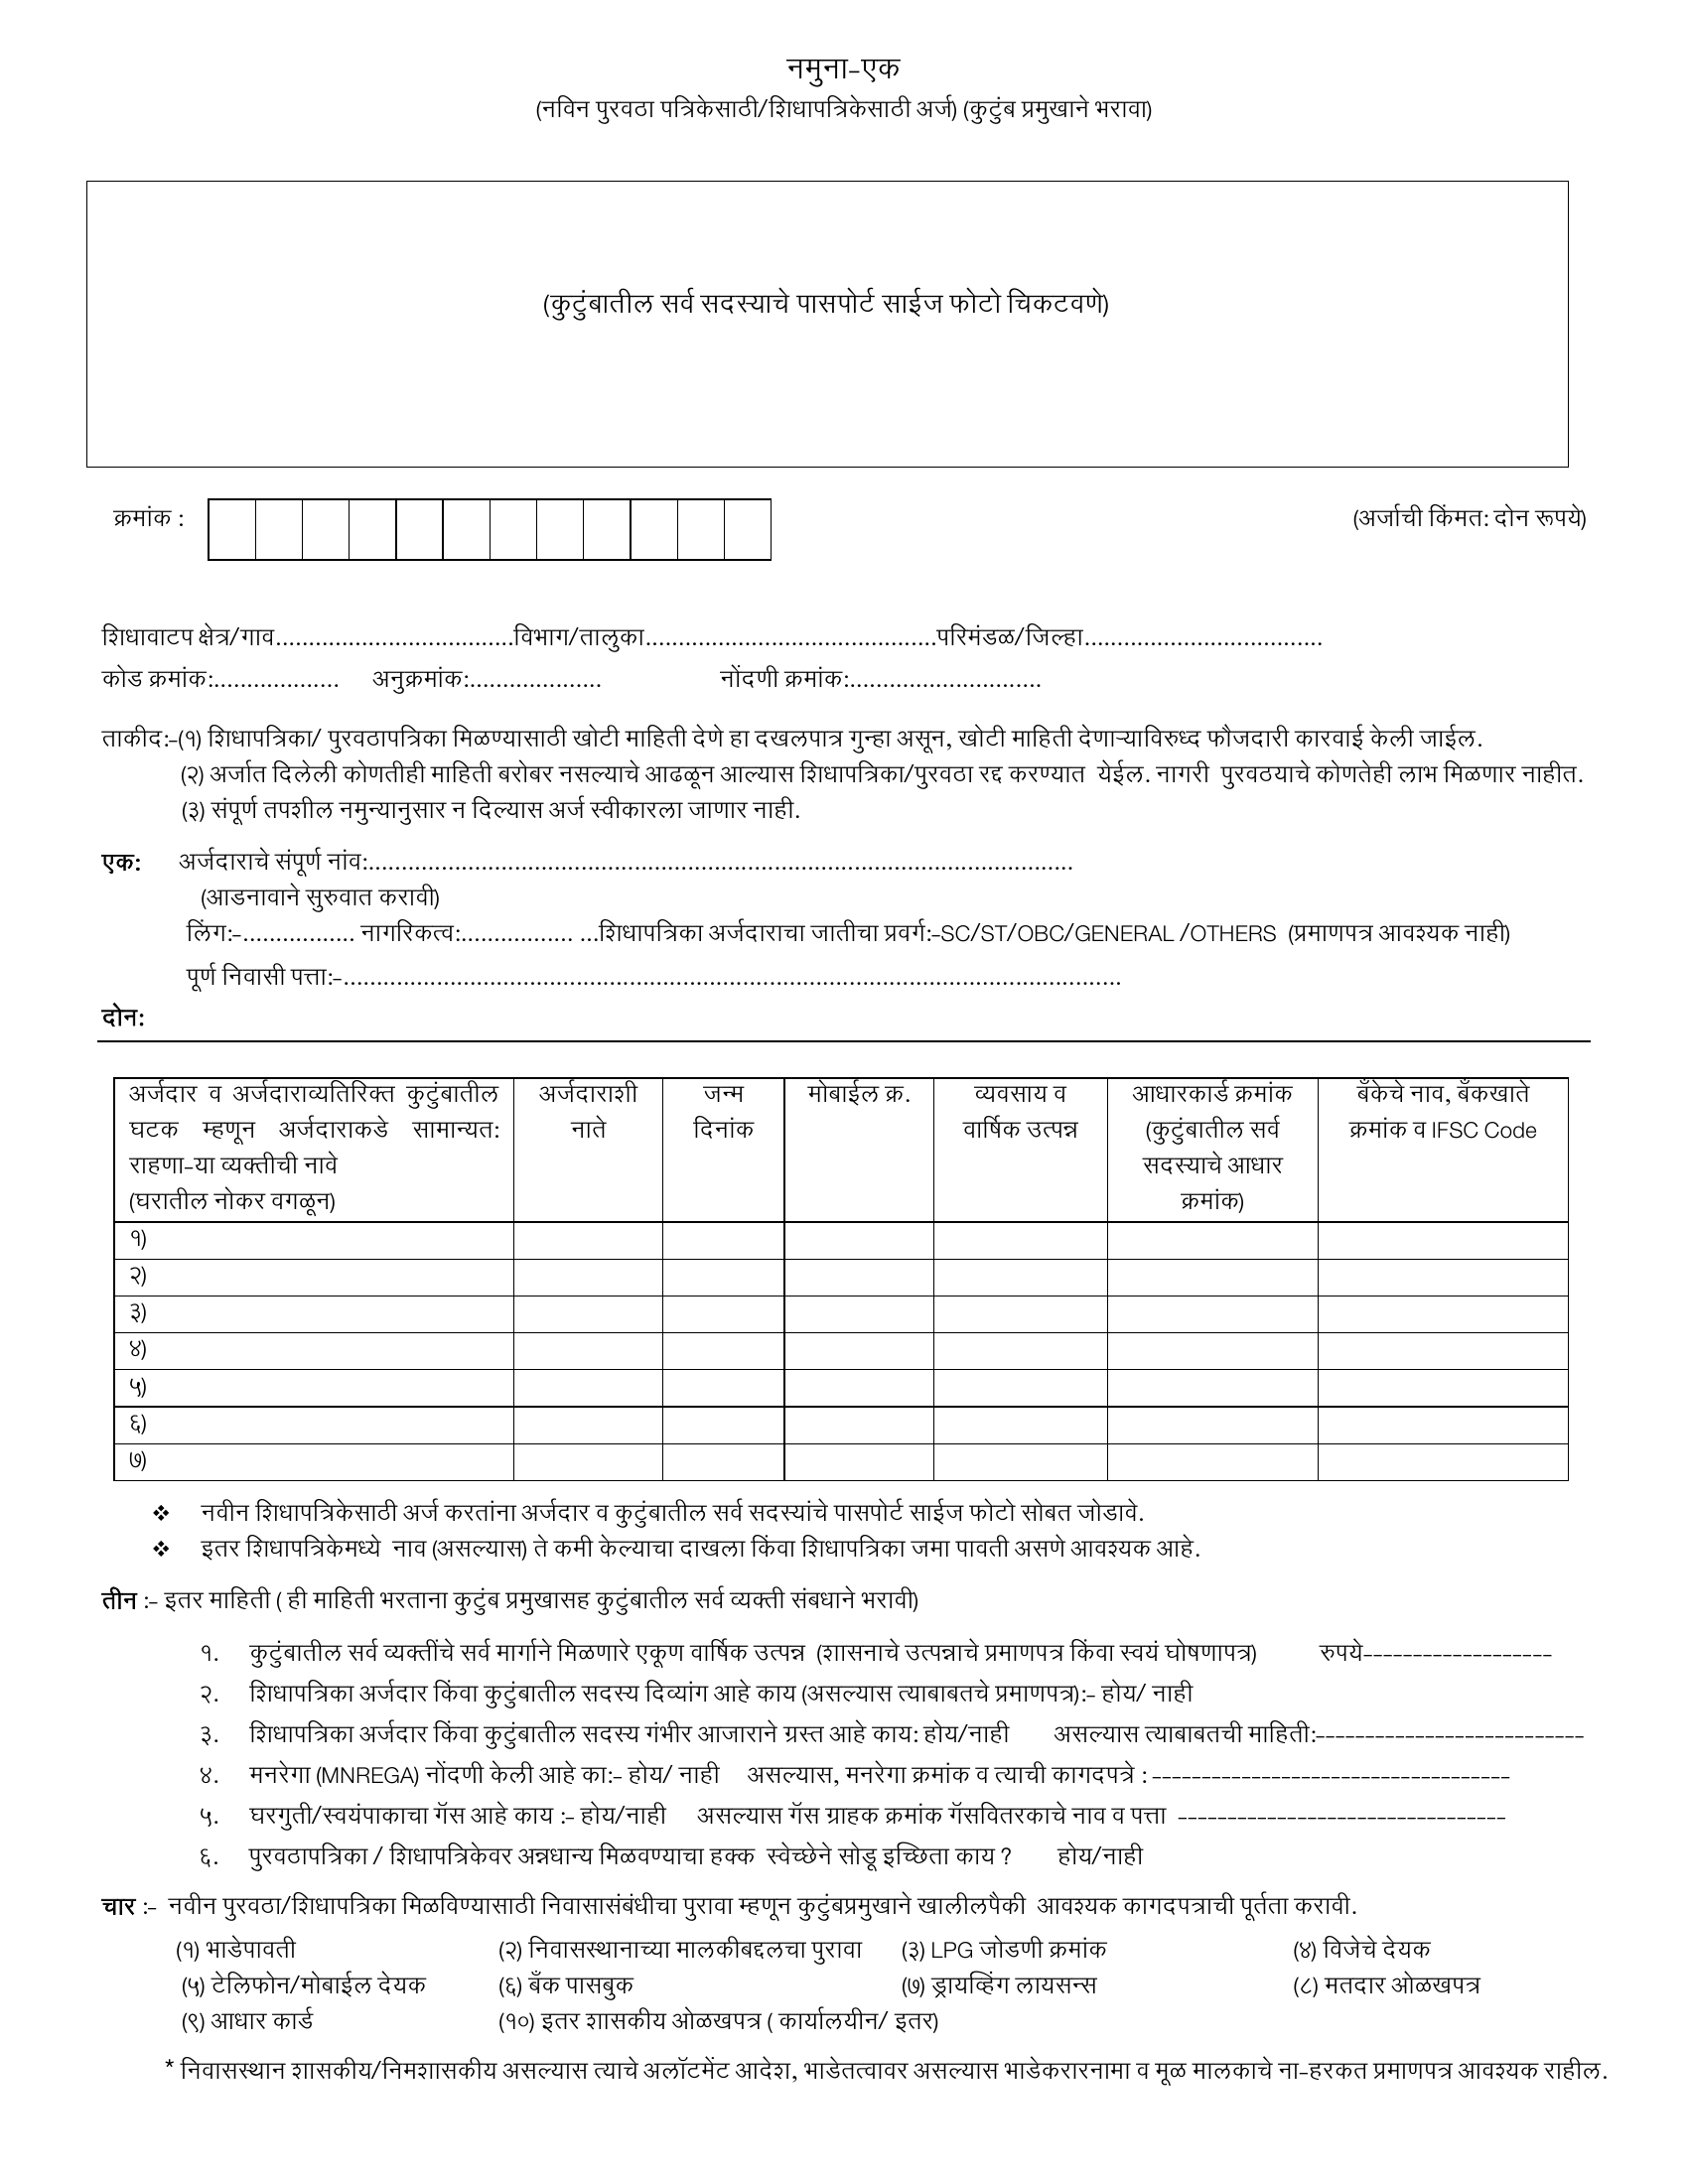 नमुना-एक
(नविन पुरवठा पत्रिकेसाठी/शिधापत्रिकेसाठी अर्ज) (कुटुंब प्रमुखाने भरावा)
(कुटुंबातील सर्व सदस्याचे पासपोर्ट साईज फोटो चिकटवणे)
क्रमांक : (अर्जाची किंमत: दोन रूपये)
शिधावाटप क्षेत्र/गाव....................................विभाग/तालुका............................................परिमंडळ/जिल्हा....................................
कोड क्रमांक:................... अनुक्रमांक:.................... नोंदणी क्रमांक:.............................
ताकीद:-(१) शिधापत्रिका/ पुरवठापत्रिका मिळण्यासाठी खोटी माहिती देणे हा दखलपात्र गुन्हा असून, खोटी माहिती देणाऱ्याविरुध्द फौजदारी कारवाई केली जाईल.
(२) अर्जात दिलेली कोणतीही माहिती बरोबर नसल्याचे आढळून आल्यास शिधापत्रिका/पुरवठा रद्द करण्यात येईल. नागरी पुरवठयाचे कोणतेही लाभ मिळणार नाहीत.
(३) संपूर्ण तपशील नमुन्यानुसार न दिल्यास अर्ज स्वीकारला जाणार नाही.
एक: अर्जदाराचे संपूर्ण नांव:..........................................................................................................
(आडनावाने सुरुवात करावी)
लिंग:-................. नागरिकत्व:................. ...शिधापत्रिका अर्जदाराचा जातीचा प्रवर्ग:-SC/ST/OBC/GENERAL /OTHERS (प्रमाणपत्र आवश्यक नाही)
पूर्ण निवासी पत्ता:-.....................................................................................................................
दोन:
अर्जदार व अर्जदाराव्यतिरिक्त कुटुंबातील अर्जदाराशी जन्म मोबाईल क्र. व्यवसाय व आधारकार्ड क्रमांक बँकेचे नाव, बँकखाते
घटक म्हणून अर्जदाराकडे सामान्यत: नाते दिनांक वार्षिक उत्पन्न (कुटुंबातील सर्व क्रमांक व IFSC Code
राहणा-या व्यक्तीची नावे सदस्याचे आधार
(घरातील नोकर वगळून) क्रमांक)
१)
२)
३)
४)
५)
६)
७)
❖ नवीन शिधापत्रिकेसाठी अर्ज करतांना अर्जदार व कुटुंबातील सर्व सदस्यांचे पासपोर्ट साईज फोटो सोबत जोडावे.
❖ इतर शिधापत्रिकेमध्ये नाव (असल्यास) ते कमी केल्याचा दाखला किंवा शिधापत्रिका जमा पावती असणे आवश्यक आहे.
तीन :- इतर माहिती ( ही माहिती भरताना कुटुंब प्रमुखासह कुटुंबातील सर्व व्यक्ती संबधाने भरावी)
१. कुटुंबातील सर्व व्यक्तींचे सर्व मार्गाने मिळणारे एकूण वार्षिक उत्पन्न (शासनाचे उत्पन्नाचे प्रमाणपत्र किंवा स्वयं घोषणापत्र) रुपये-------------------
२. शिधापत्रिका अर्जदार किंवा कुटुंबातील सदस्य दिव्यांग आहे काय (असल्यास त्याबाबतचे प्रमाणपत्र):- होय/ नाही
३. शिधापत्रिका अर्जदार किंवा कुटुंबातील सदस्य गंभीर आजाराने ग्रस्त आहे काय: होय/नाही असल्यास त्याबाबतची माहिती:---------------------------
४. मनरेगा (MNREGA) नोंदणी केली आहे का:- होय/ नाही असल्यास, मनरेगा क्रमांक व त्याची कागदपत्रे : ------------------------------------
५. घरगुती/स्वयंपाकाचा गॅस आहे काय :- होय/नाही असल्यास गॅस ग्राहक क्रमांक गॅसवितरकाचे नाव व पत्ता ---------------------------------
६. पुरवठापत्रिका / शिधापत्रिकेवर अन्नधान्य मिळवण्याचा हक्क स्वेच्छेने सोडू इच्छिता काय ? होय/नाही
चार :- नवीन पुरवठा/शिधापत्रिका मिळविण्यासाठी निवासासंबंधीचा पुरावा म्हणून कुटुंबप्रमुखाने खालीलपैकी आवश्यक कागदपत्राची पूर्तता करावी.
(१) भाडेपावती (२) निवासस्थानाच्या मालकीबद्दलचा पुरावा (३) LPG जोडणी क्रमांक (४) विजेचे देयक
(५) टेलिफोन/मोबाईल देयक (६) बँक पासबुक (७) ड्रायव्हिंग लायसन्स (८) मतदार ओळखपत्र
(९) आधार कार्ड (१०) इतर शासकीय ओळखपत्र ( कार्यालयीन/ इतर)
* निवासस्थान शासकीय/निमशासकीय असल्यास त्याचे अलॉटमेंट आदेश, भाडेतत्वावर असल्यास भाडेकरारनामा व मूळ मालकाचे ना-हरकत प्रमाणपत्र आवश्यक राहील.